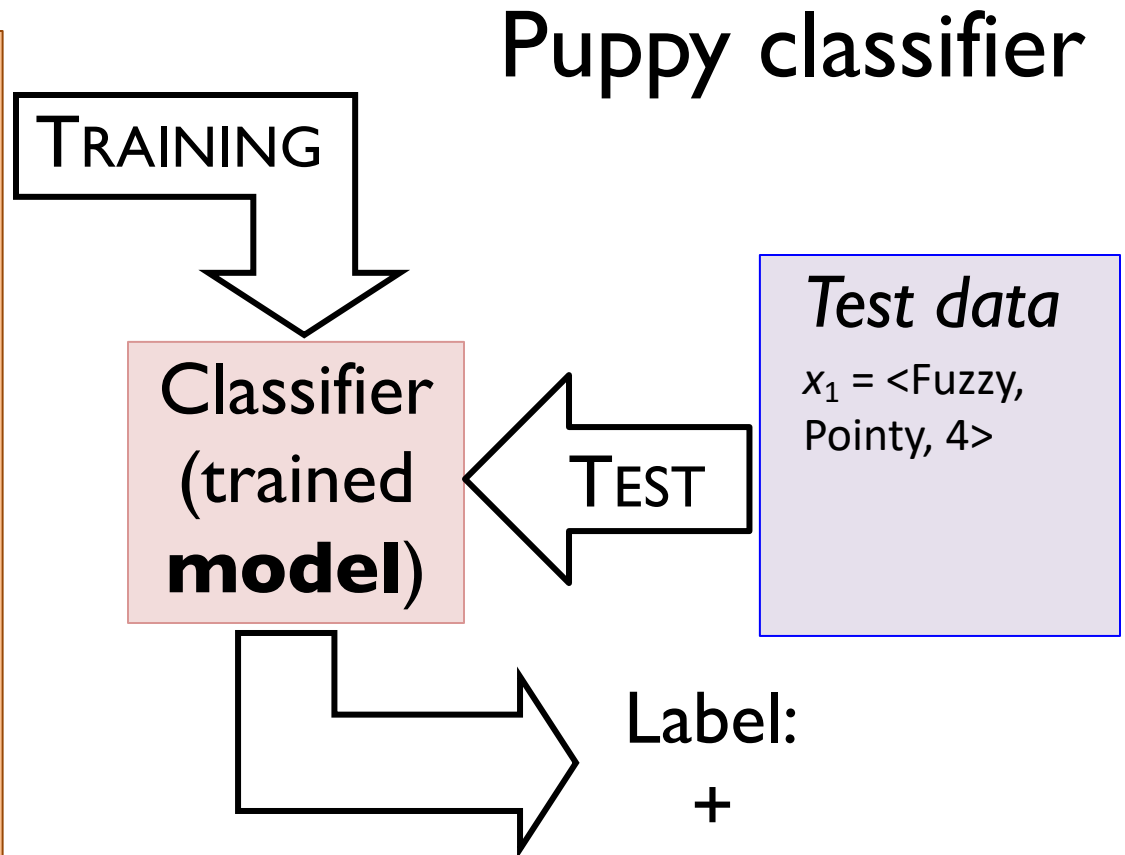 Puppy classifier
TRAINING
Classifier
(trained
model)
TEST
Test data
x₁ = <Fuzzy,
Pointy, 4>
Label:
+